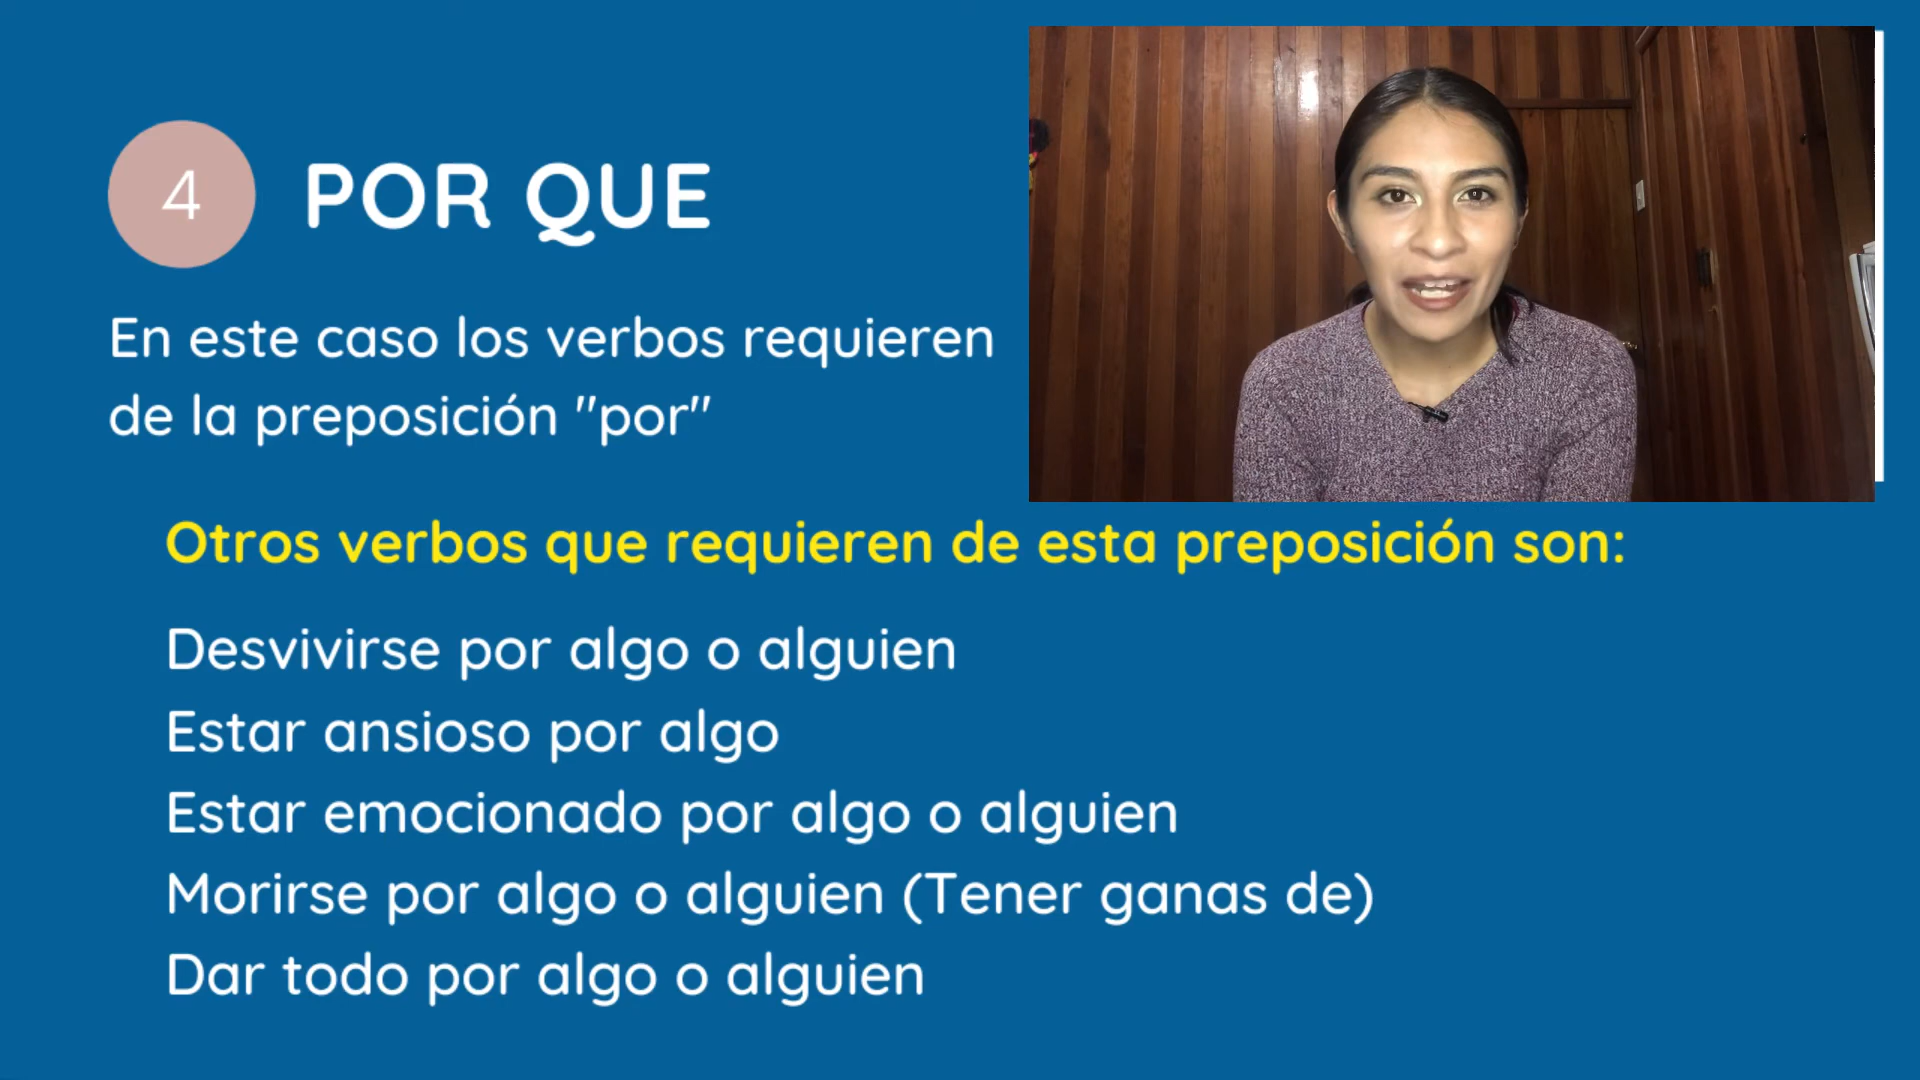 4 POR QUE
En este caso los verbos requieren
de la preposición "por"
Otros verbos que requieren de esta preposición son:
Desvivirse por algo o alguien
Estar ansioso por algo
Estar emocionado por algo o alguien
Morirse por algo o alguien (Tener ganas de)
Dar todo por algo o alguien